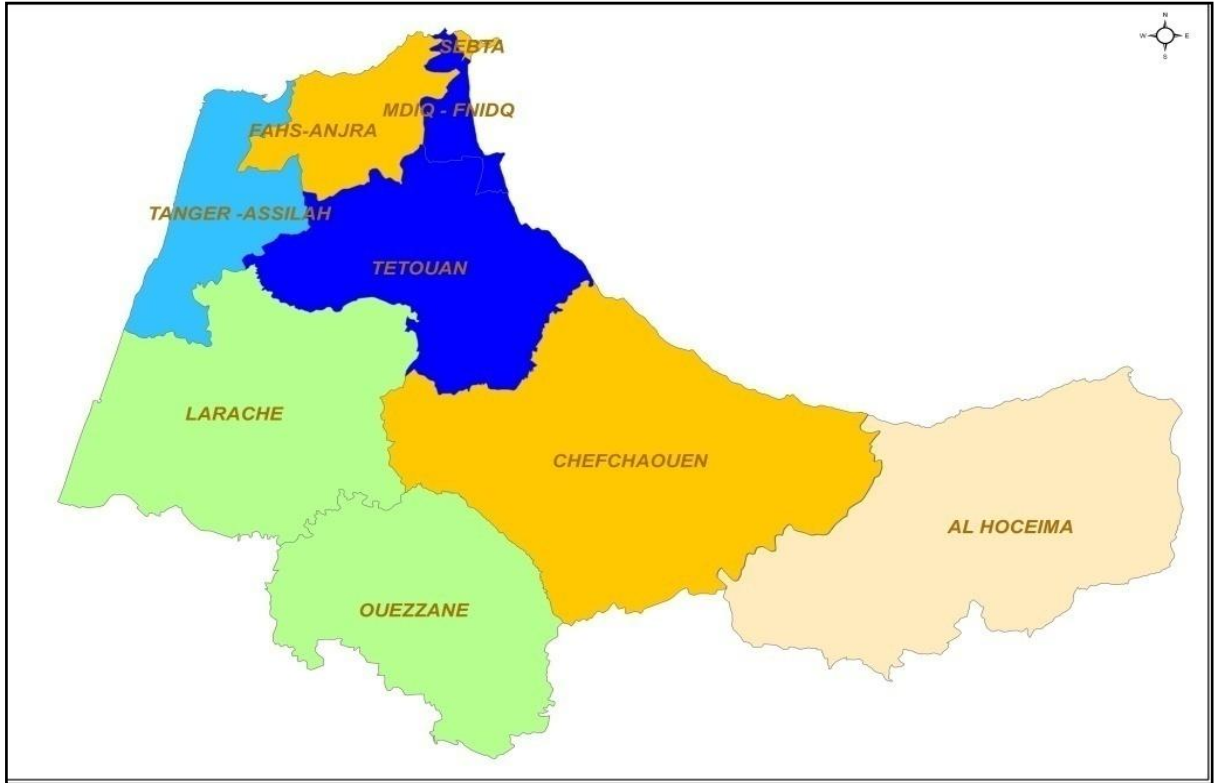 N
W E
S
SEBTA
MDIQ - FNIDQ
FAHS-ANJRA
TANGER -ASSILAH
TETOUAN
LARACHE
CHEFCHAOUEN
AL HOCEIMA
OUEZZANE